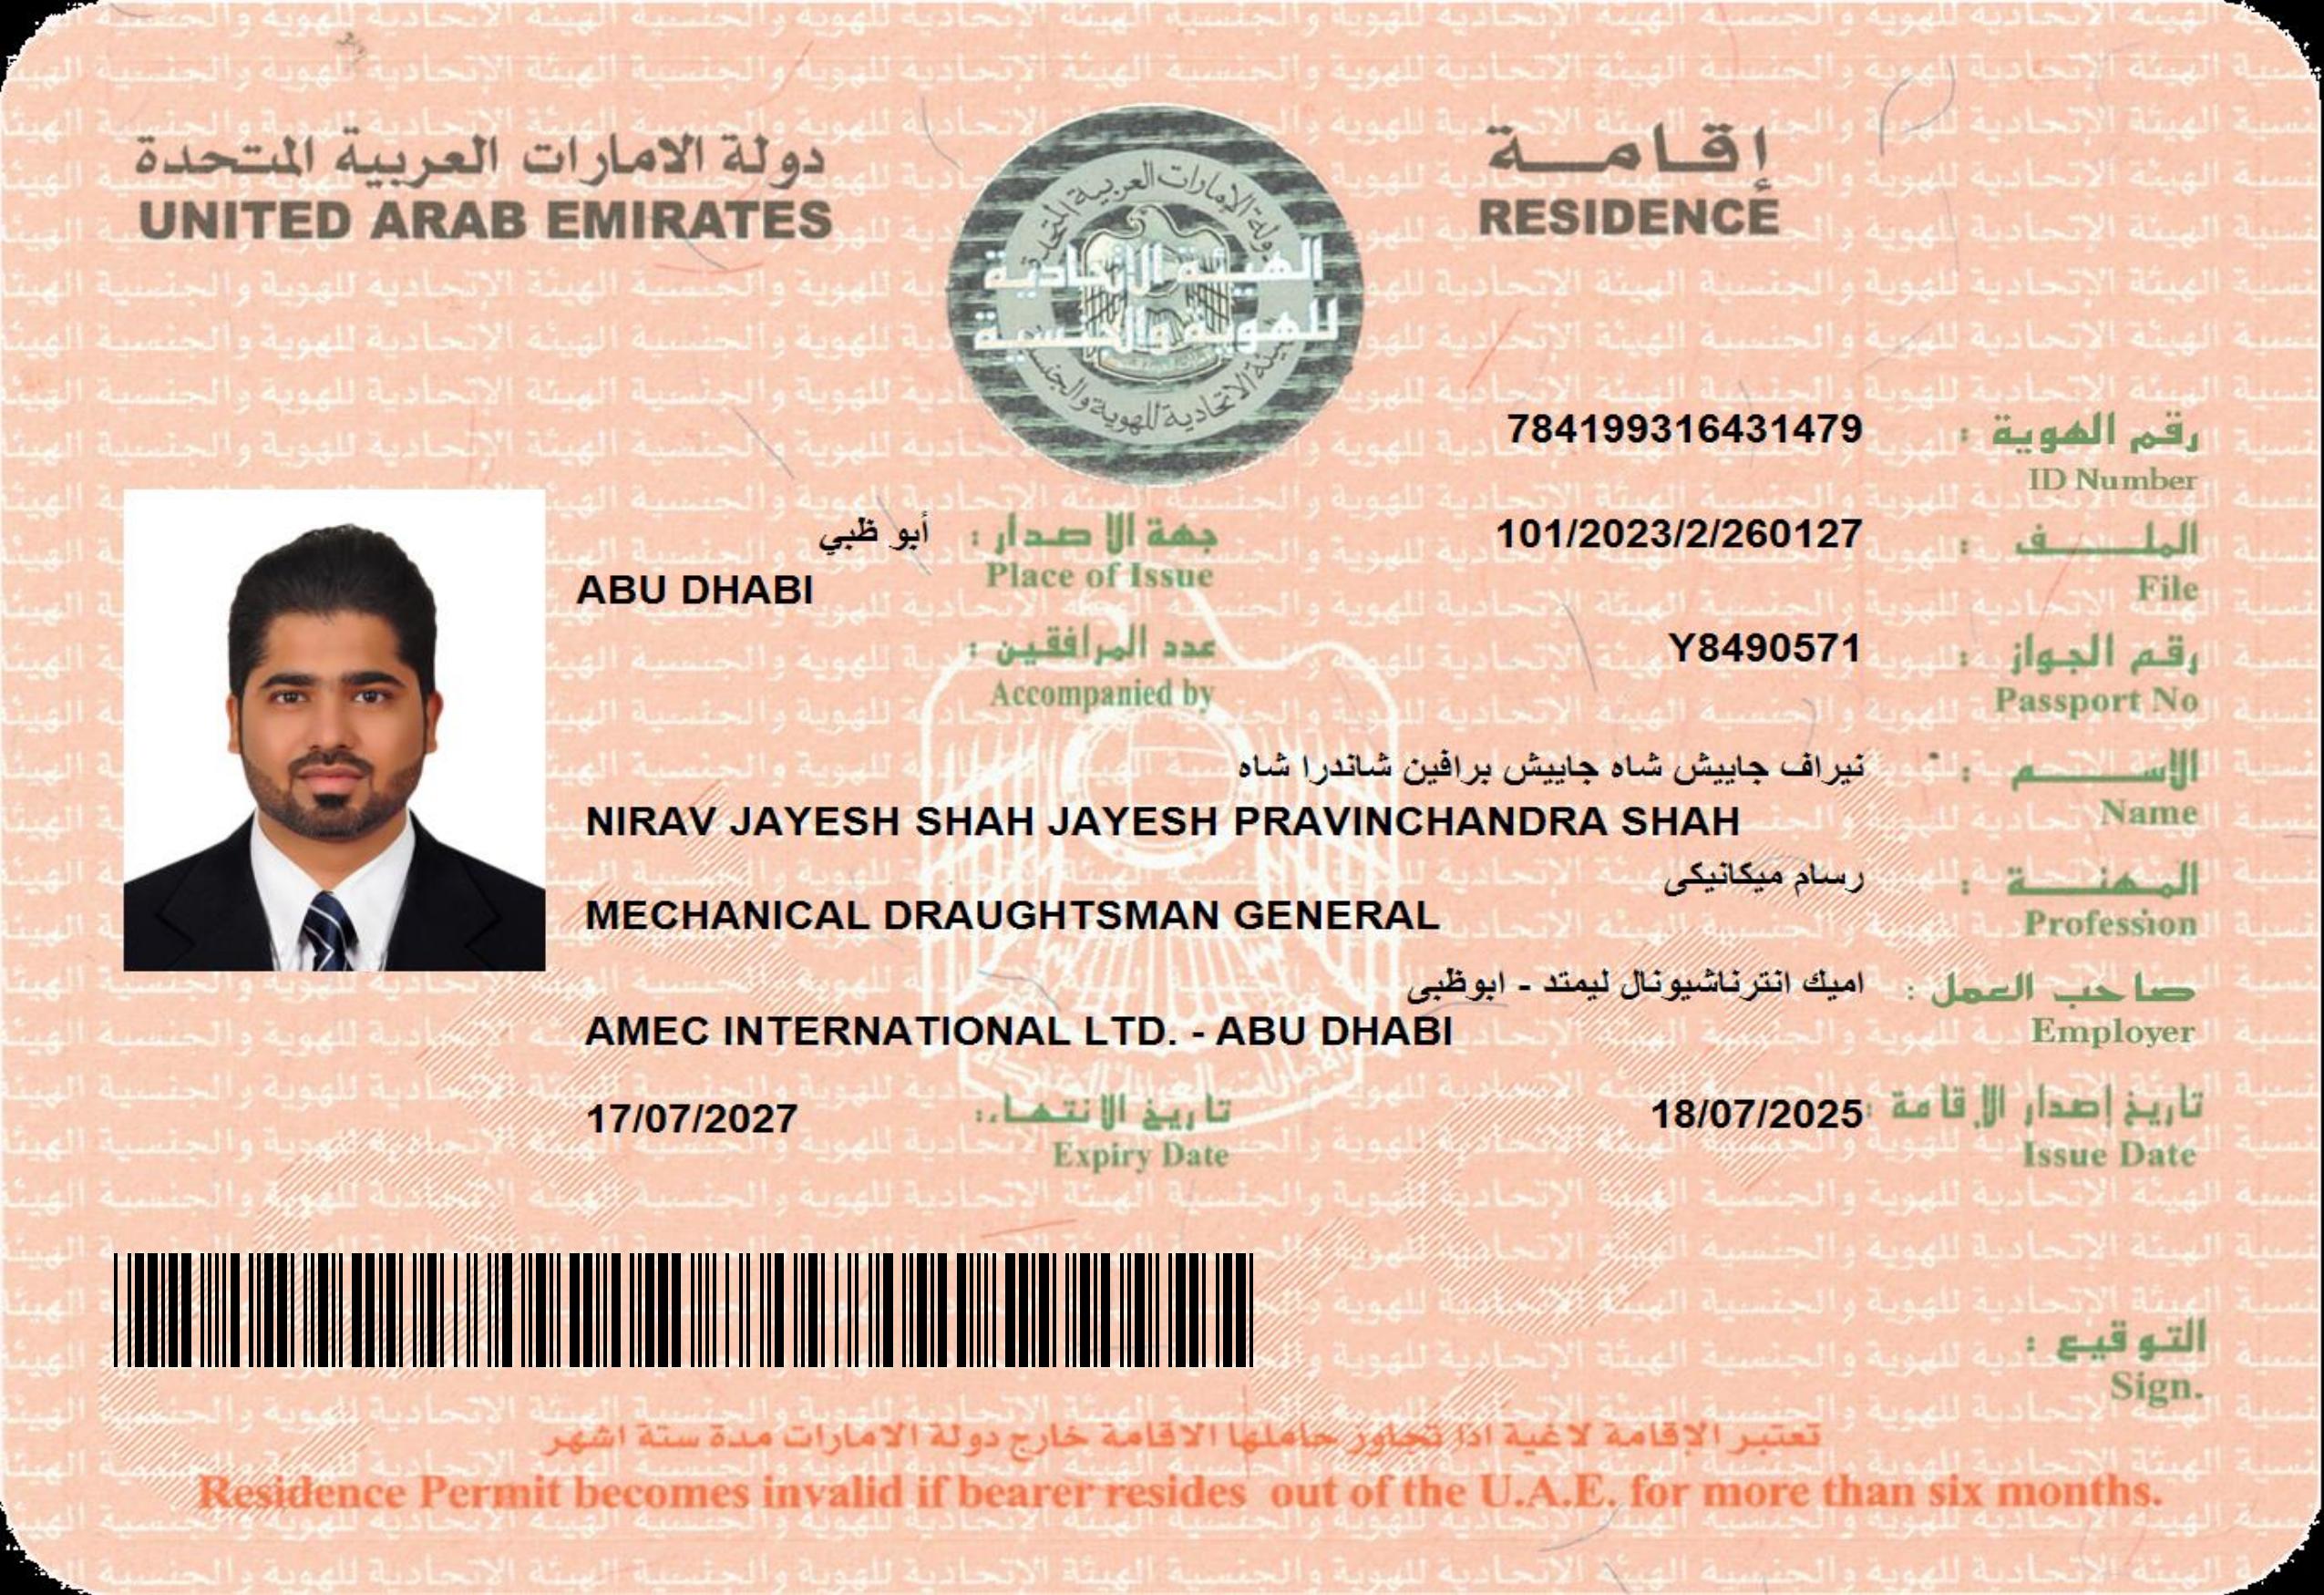 دولة الامارات العربية المتحدة
UNITED ARAB EMIRATES
إقامة
RESIDENCE
الهيئة الإتحادية
للهوية والجنسية
784199316431479
رقم الهوية :
ID Number
101/2023/2/260127
الملف :
File
أبو ظبي
جهة الاصدار :
ABU DHABI
Place of Issue
عدد المرافقين :
Accompanied by
Y8490571
رقم الجواز :
Passport No
نيراف جاييش شاه جاييش برافين شاندرا شاه
الاسم :
NIRAV JAYESH SHAH JAYESH PRAVINCHANDRA SHAH
Name
رسام ميكانيكى
المهنة :
MECHANICAL DRAUGHTSMAN GENERAL
Profession
اميك انترناشيونال ليمتد - ابوظبى
صاحب العمل :
AMEC INTERNATIONAL LTD. - ABU DHABI
Employer
18/07/2025
تاريخ إصدار الإقامة :
Issue Date
17/07/2027
تاريخ الانتهاء :
Expiry Date
التوقيع :
Sign.
تعتبر الإقامة لاغية اذا تجاوز حاملها الاقامة خارج دولة الامارات مدة ستة اشهر
Residence Permit becomes invalid if bearer resides out of the U.A.E. for more than six months.